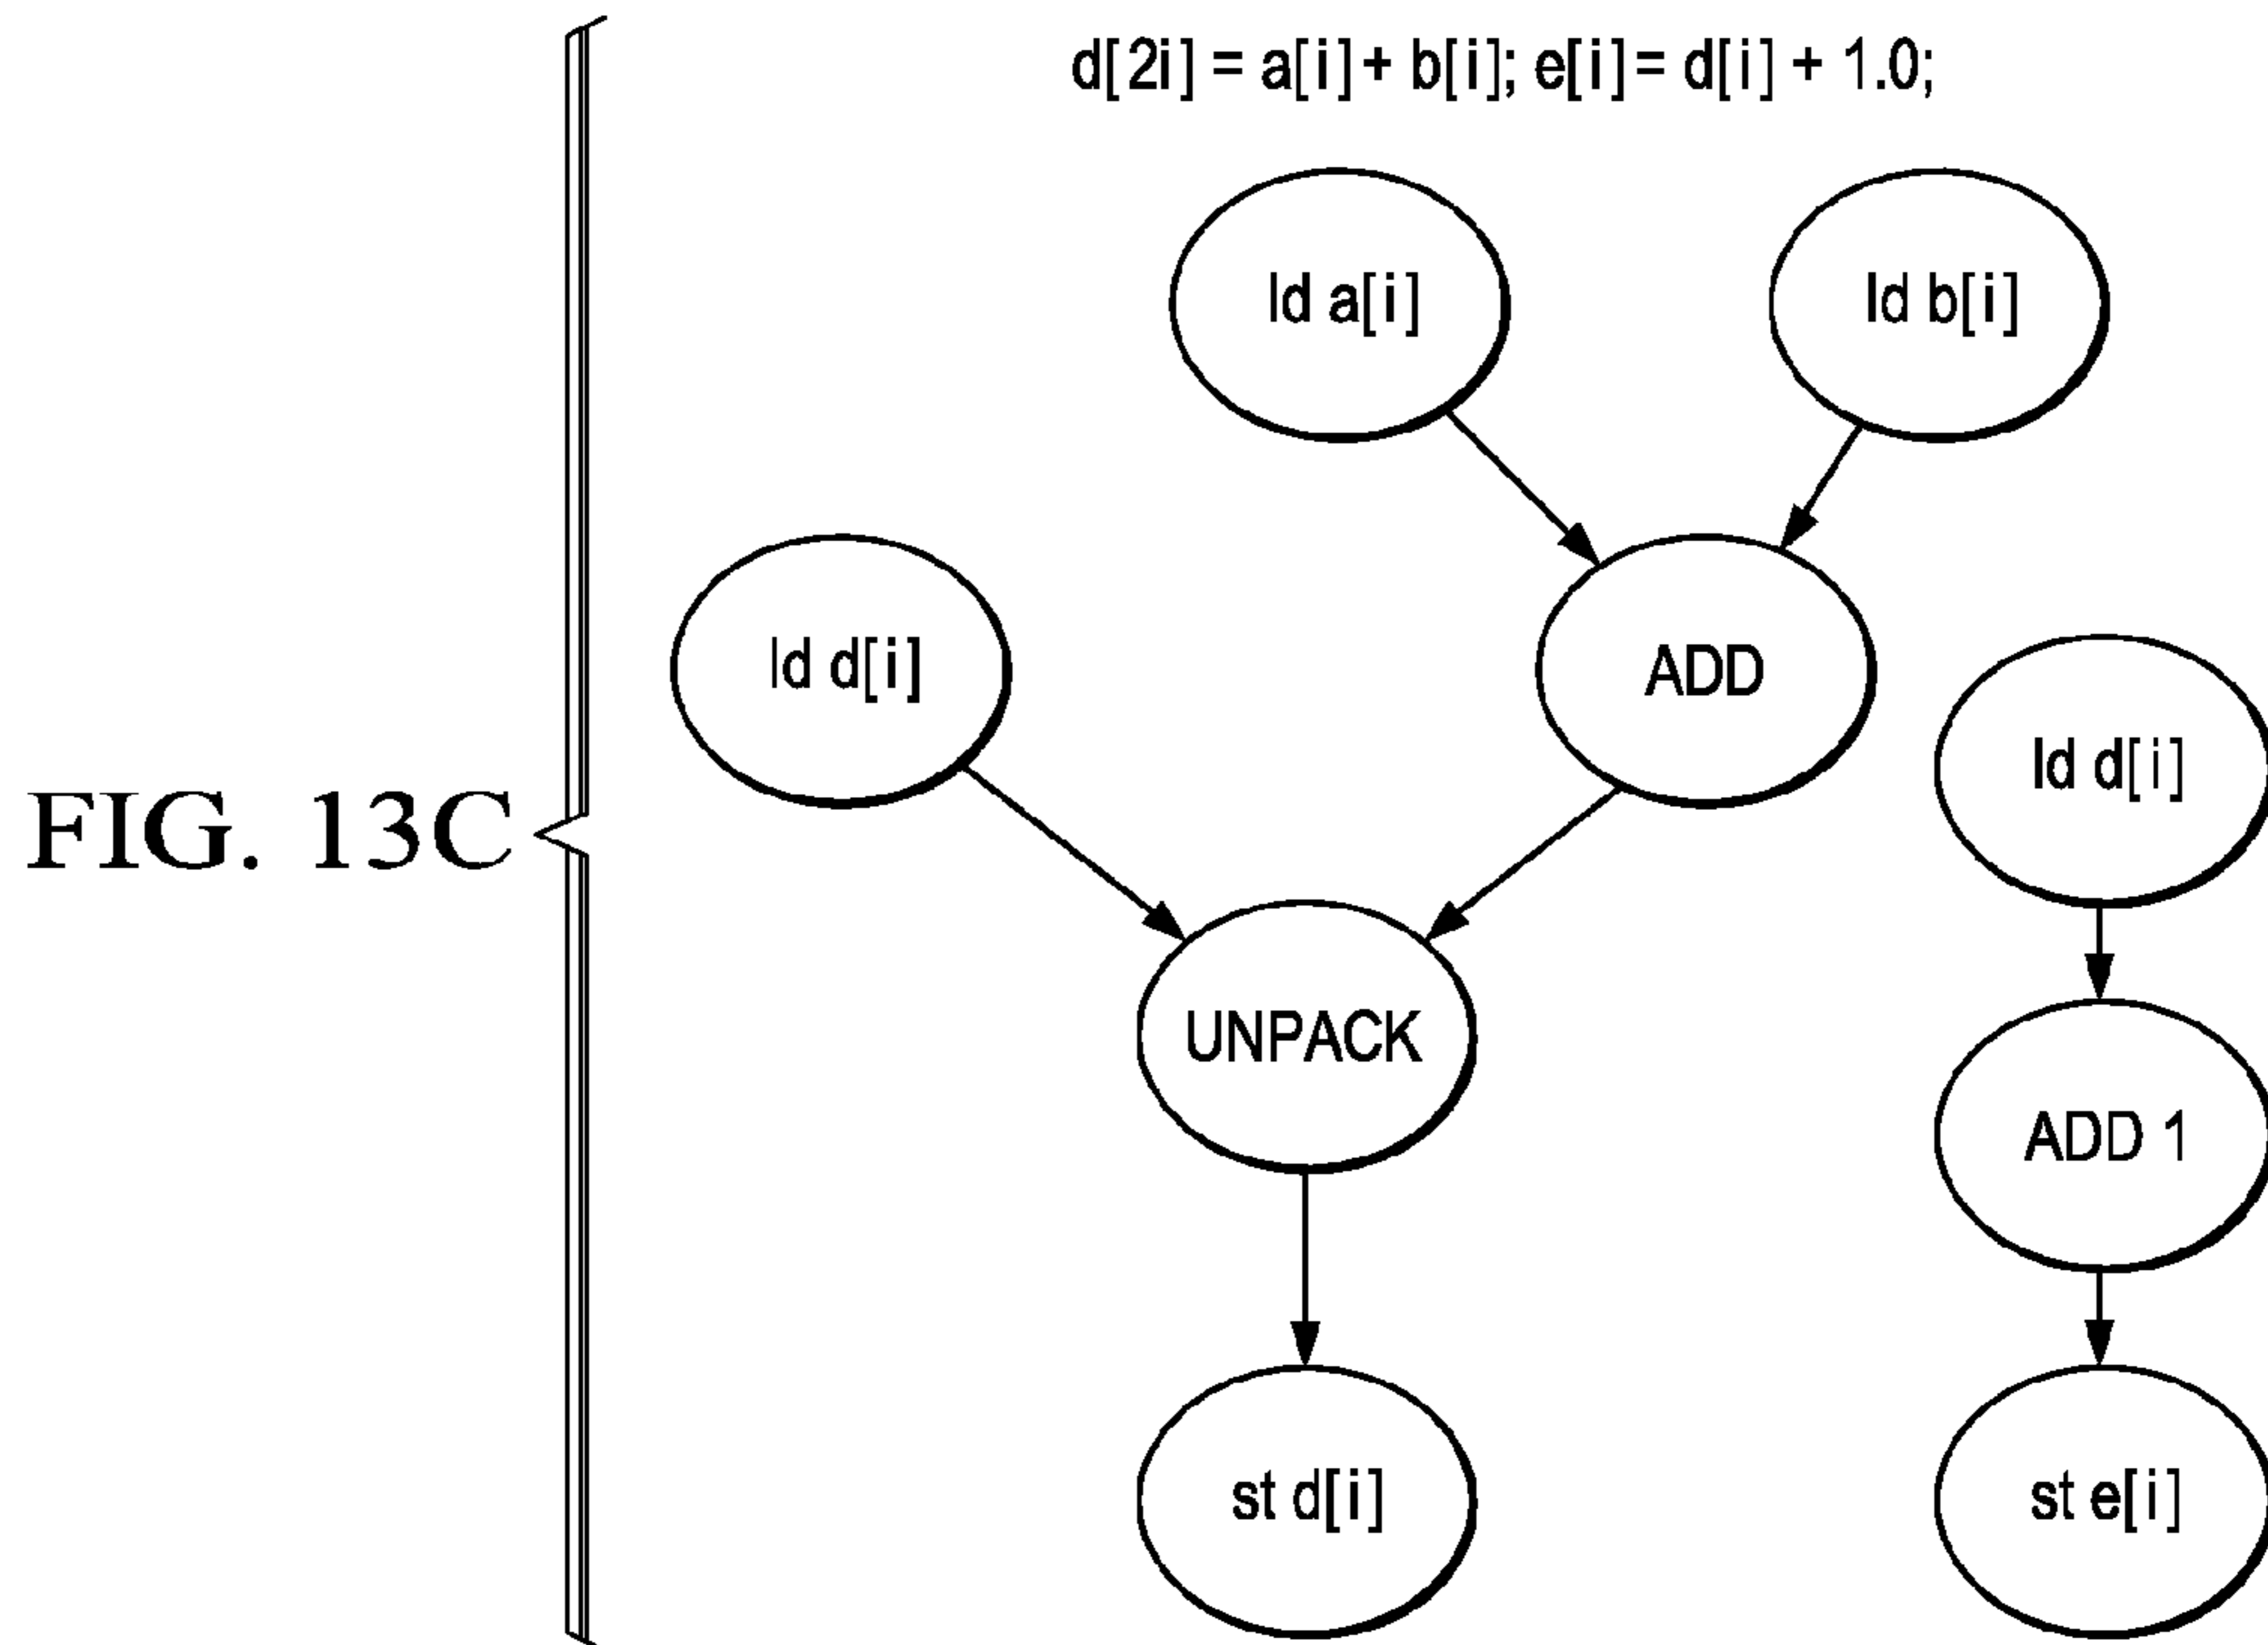 d[2i] = a[i] + b[i]; e[i] = d[i] + 1.0;
ld a[i]
ld b[i]
ld d[i]
ADD
ld d[i]
FIG. 13C
UNPACK
ADD 1
st d[i]
st e[i]